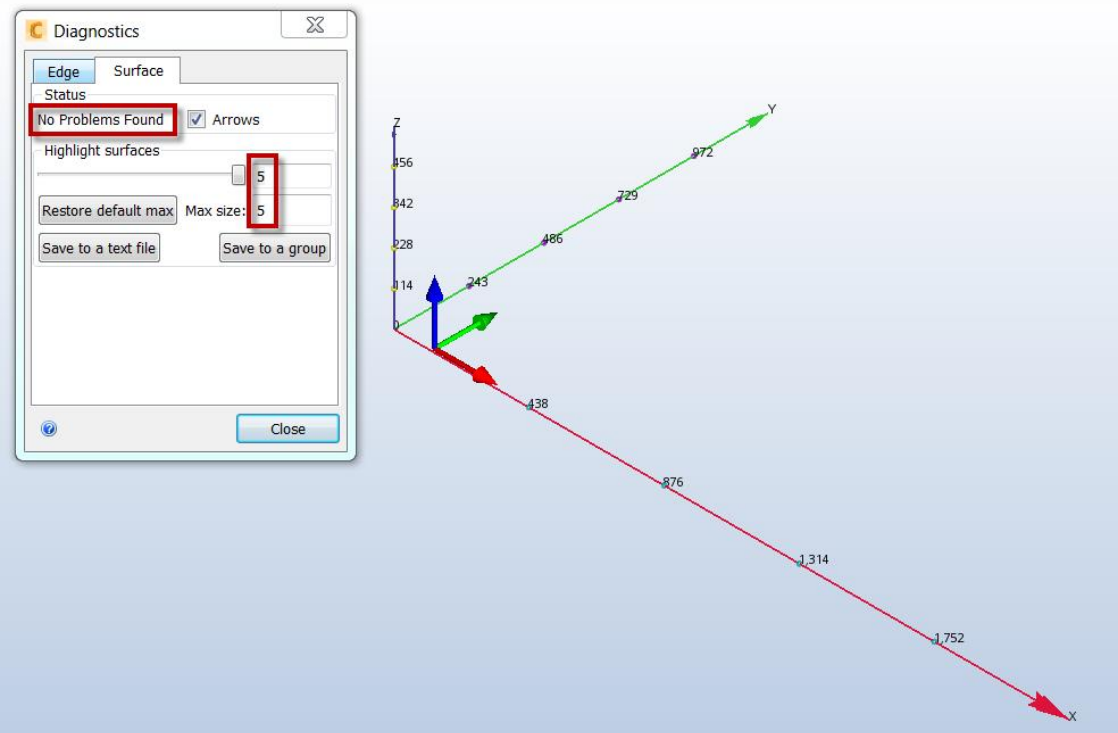 Diagnostics
Edge Surface
Status
No Problems Found Arrows
Highlight surfaces
5
Restore default max Max size: 5
Save to a text file Save to a group
Close
Z
456
342
228
114
0
Y
972
729
486
243
438
876
1,314
1,752
X